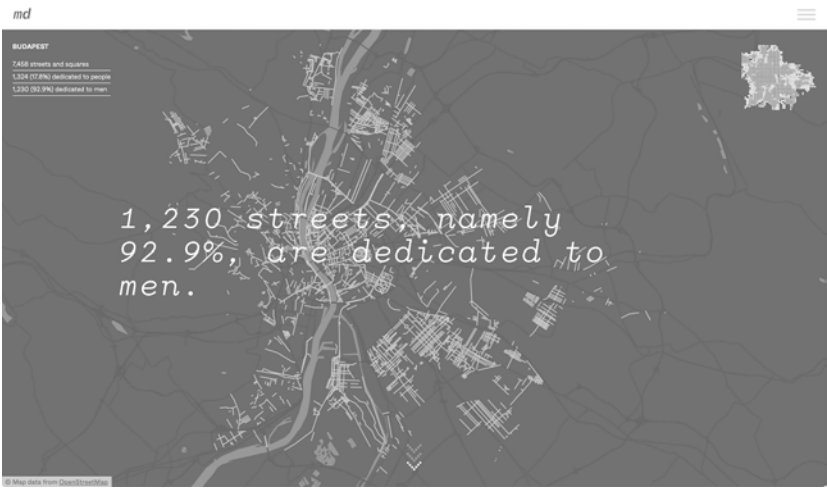 md
BUDAPEST
7,458 streets and squares
1,324 (17.8%) dedicated to people
1,230 (92.9%) dedicated to men
1,230 streets, namely
92.9%, are dedicated to
men.
© Map data from OpenStreetMap